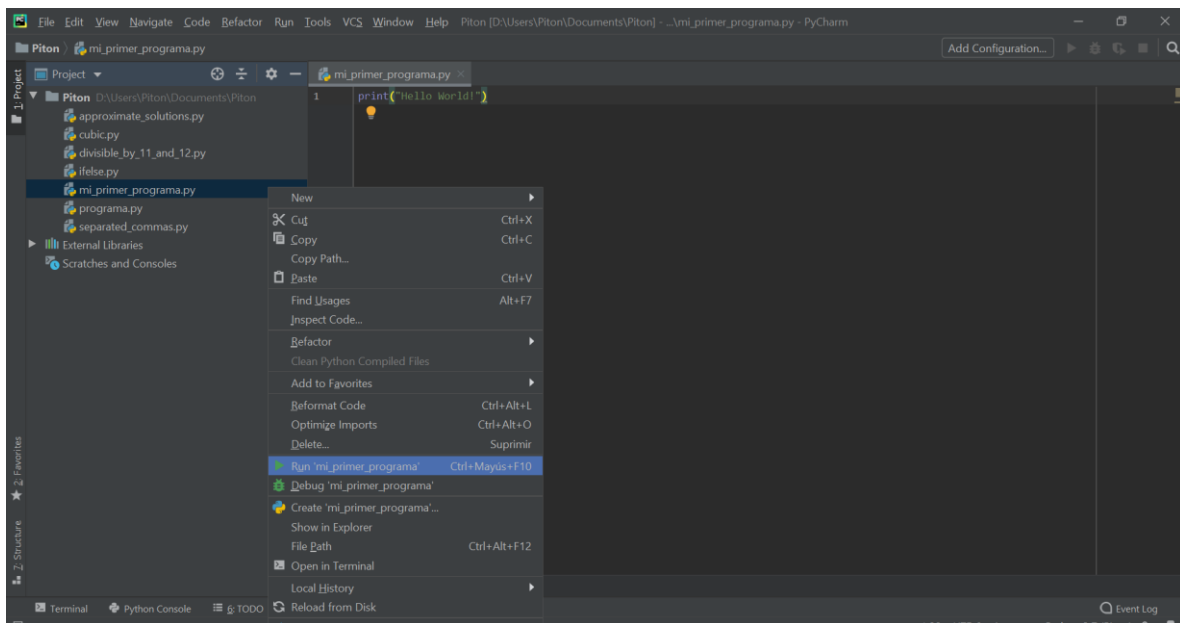 File Edit View Navigate Code Refactor Run Tools VCS Window Help Piton [D:\Users\Piton\Documents\Piton] - ...\mi_primer_programa.py - PyCharm
Piton mi_primer_programa.py Add Configuration...
1: Project
Project
mi_primer_programa.py
Piton D:\Users\Piton\Documents\Piton
approximate_solutions.py
cubic.py
divisible_by_11_and_12.py
ifelse.py
mi_primer_programa.py
programa.py
separated_commas.py
External Libraries
Scratches and Consoles
1 print("Hello World!")
New
Cut Ctrl+X
Copy Ctrl+C
Copy Path...
Paste Ctrl+V
Find Usages Alt+F7
Inspect Code...
Refactor
Clean Python Compiled Files
Add to Favorites
Reformat Code Ctrl+Alt+L
Optimize Imports Ctrl+Alt+O
Delete... Suprimir
Run 'mi_primer_programa' Ctrl+Mayús+F10
Debug 'mi_primer_programa'
Create 'mi_primer_programa'...
Show in Explorer
File Path Ctrl+Alt+F12
Open in Terminal
Local History
Reload from Disk
2: Favorites
Z: Structure
Terminal Python Console 6: TODO Event Log